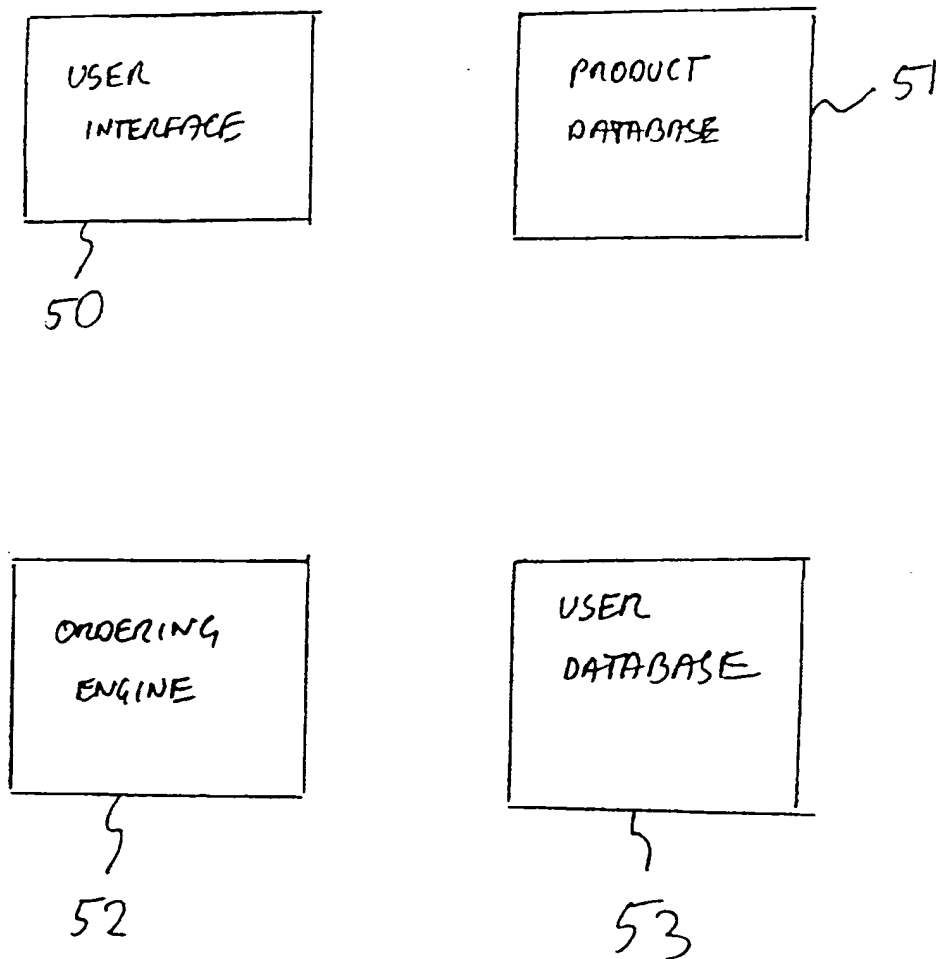 USER
INTERFACE
50
PRODUCT
DATABASE
51
ORDERING
ENGINE
52
USER
DATABASE
53